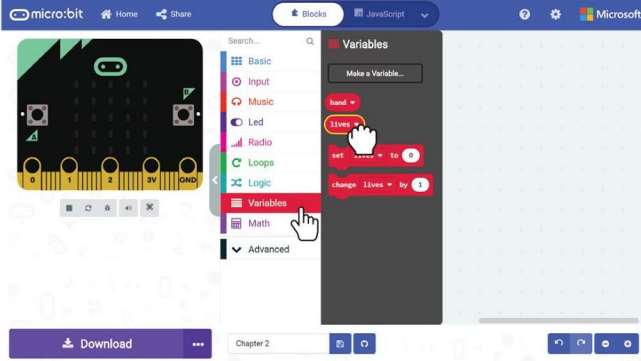 micro:bit Home Share Blocks JavaScript Microsoft
Search...
Basic
Input
Music
Led
Radio
Loops
Logic
Variables
Math
Advanced
Variables
Make a Variable...
hand
lives
set lives to 0
change lives by 1
B
A
0 1 2 3V GND
Download
Chapter 2